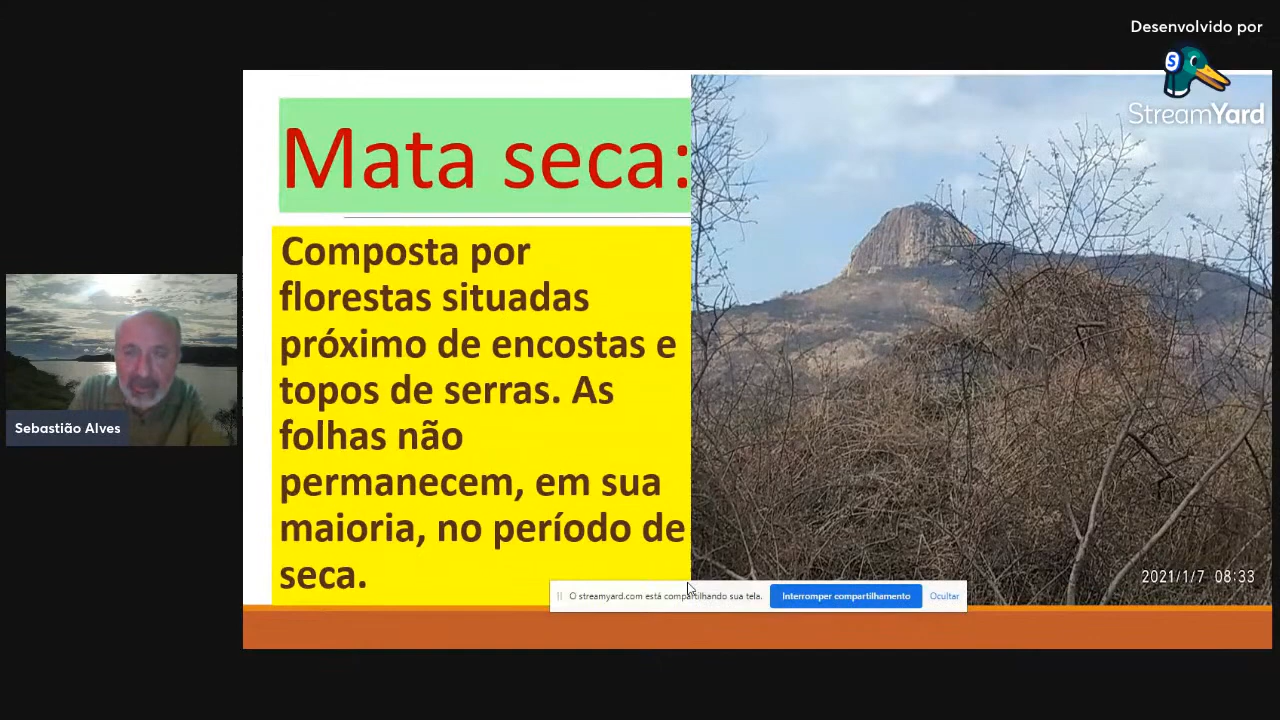 Desenvolvido por
StreamYard
Mata seca:
Composta por
florestas situadas
próximo de encostas e
topos de serras. As
folhas não
permanecem, em sua
maioria, no período de
seca.
Sebastião Alves
2021/1/7 08:33
O streamyard.com está compartilhando sua tela.
Interromper compartilhamento
Ocultar